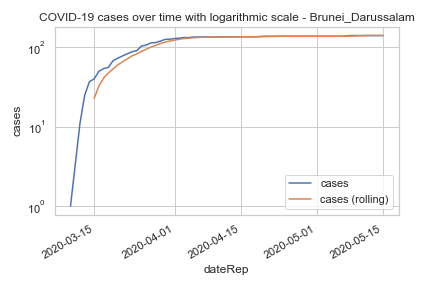 COVID-19 cases over time with logarithmic scale - Brunei_Darussalam
cases
10²
10¹
10⁰
cases
cases (rolling)
2020-03-15
2020-04-01
2020-04-15
2020-05-01
2020-05-15
dateRep